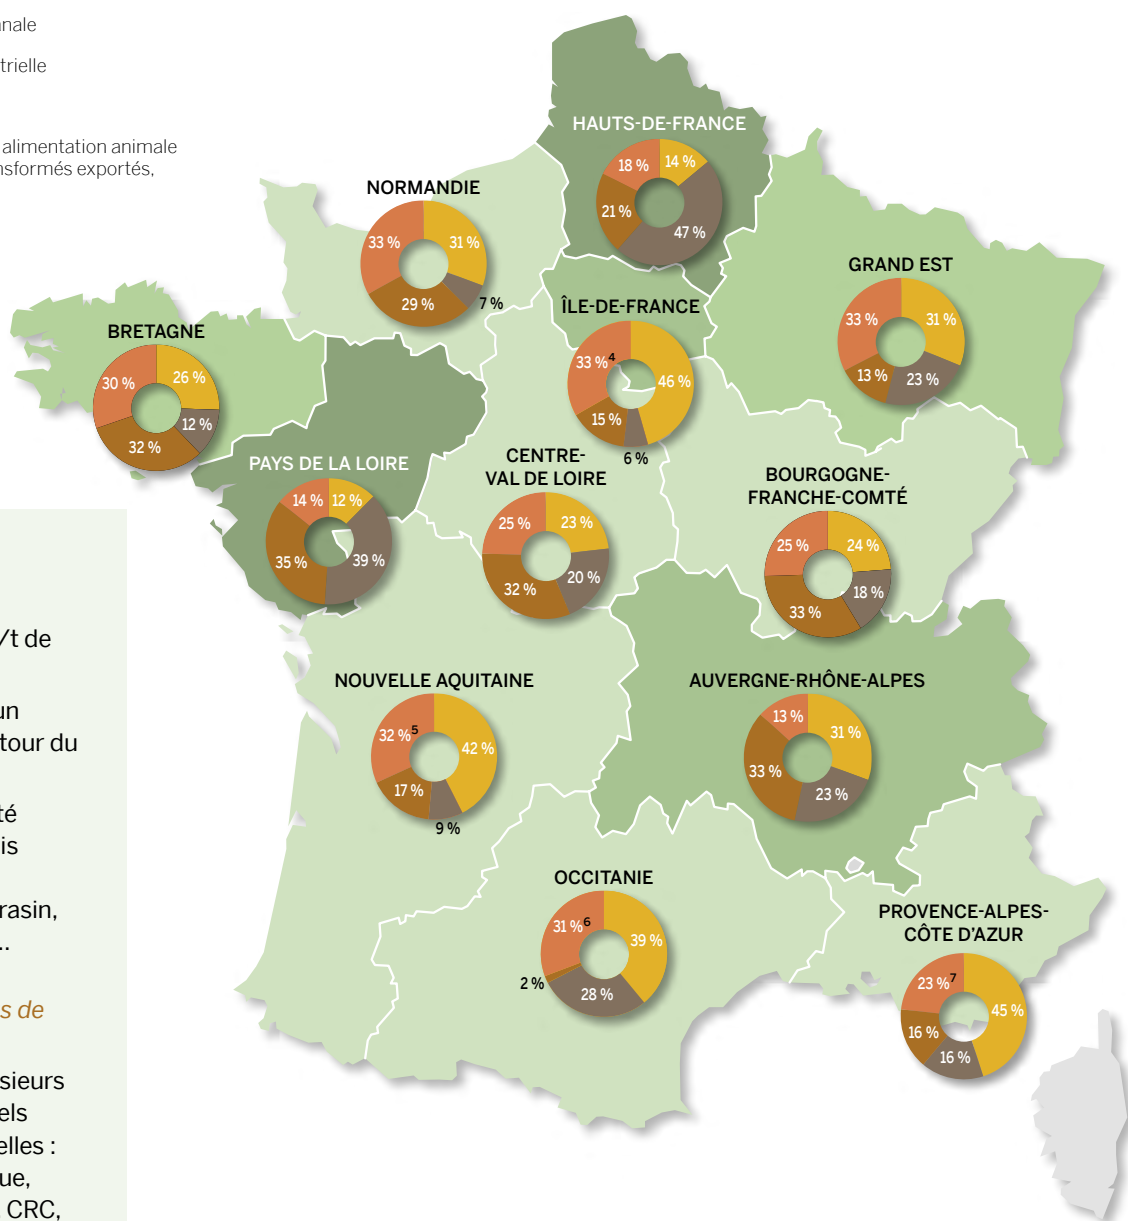 nale
trielle
alimentation animale
nsformés exportés,
HAUTS-DE-FRANCE
18 %
14 %
21 %
47 %
NORMANDIE
33 %
31 %
29 %
7 %
GRAND EST
33 %
31 %
13 %
23 %
ÎLE-DE-FRANCE
33 %4
46 %
15 %
6 %
BRETAGNE
30 %
26 %
12 %
32 %
PAYS DE LA LOIRE
14 %
12 %
35 %
39 %
CENTRE-
VAL DE LOIRE
25 %
23 %
32 %
20 %
BOURGOGNE-
FRANCHE-COMTÉ
25 %
24 %
18 %
33 %
NOUVELLE AQUITAINE
32 %5
42 %
17 %
9 %
AUVERGNE-RHÔNE-ALPES
13 %
31 %
33 %
23 %
OCCITANIE
31 %6
39 %
2 %
28 %
PROVENCE-ALPES-
CÔTE D'AZUR
23 %7
45 %
16 %
16 %
/t de
un
tour du
té
is
rasin,
..
s de
sieurs
els
elles :
ue,
CRC,